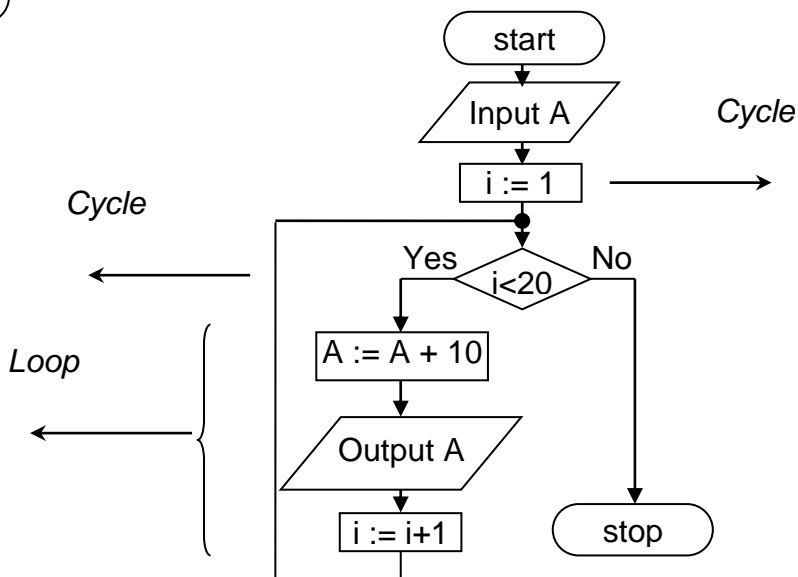 start
Input A
Cycle
i := 1
Cycle
Yes
No
i<20
A := A + 10
Loop
Output A
i := i+1
stop